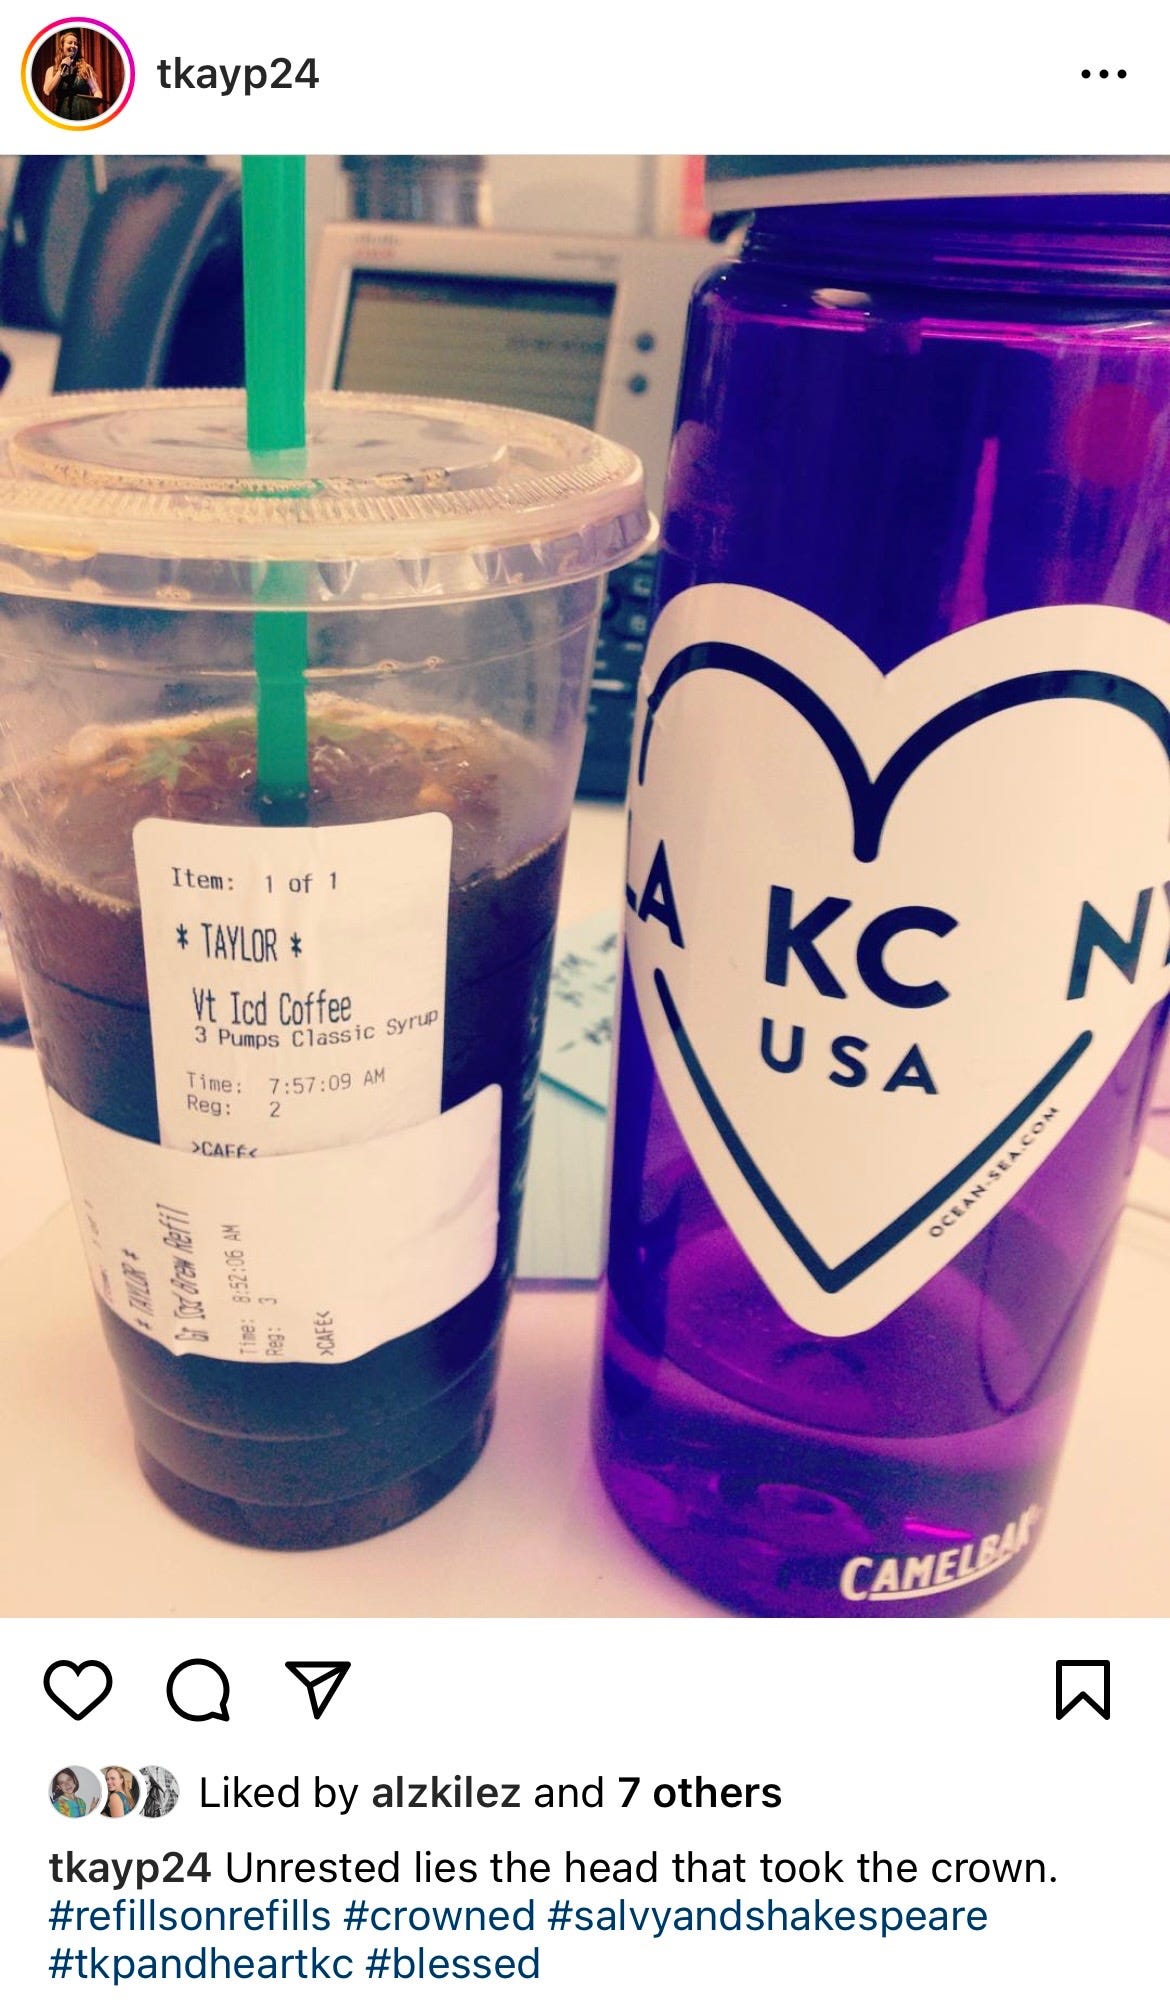 tkayp24
Item: 1 of 1
* TAYLOR *
Vt Icd Coffee
3 Pumps Classic Syrup
Time: 7:57:09 AM
Reg: 2
>CAFÉ<
* TAYLOR *
Gr Icd Brew Refil
Time: 8:52:06 AM
Reg: 3
>CAFÉ<
LA KC NY
USA
OCEAN-SEA.COM
CAMELBAK
Liked by alzkilez and 7 others
tkayp24 Unrested lies the head that took the crown.
#refillsonrefills #crowned #salvyandshakespeare
#tkpandheartkc #blessed